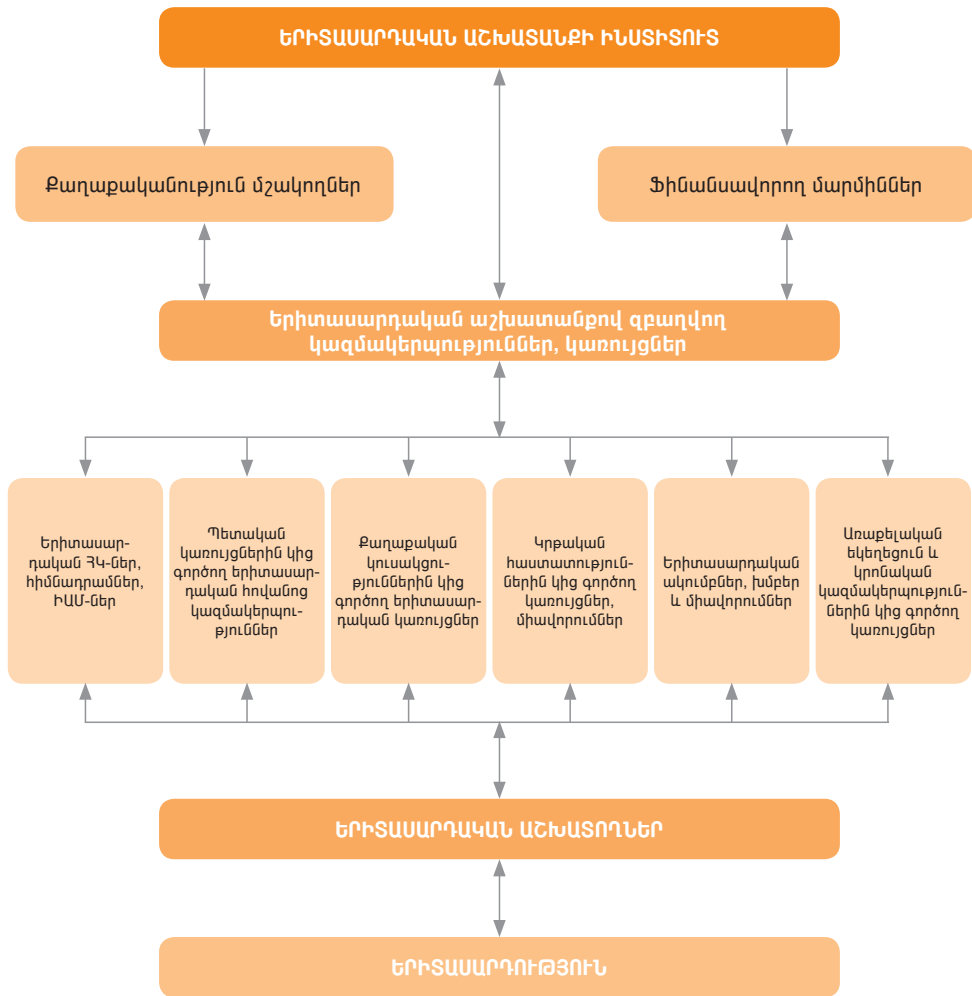 ԵՐԻՏԱՍԱՐԴԱԿԱՆ ԱՇԽԱՏԱՆՔԻ ԻՆՍՏԻՏՈՒՏ
Քաղաքականություն մշակողներ
Ֆինանսավորող մարմիններ
Երիտասարդական աշխատանքով զբաղվող
կազմակերպություններ, կառույցներ
Երիտասար-
դական ՀԿ-ներ,
հիմնադրամներ,
ԻԱՄ-ներ
Պետական
կառույցներին կից
գործող երիտասար-
դական հովանոց
կազմակերպու-
թյուններ
Քաղաքական
կուսակցու-
թյուններին կից
գործող երիտասար-
դական կառույցներ
Կրթական
հաստատություն-
ներին կից գործող
կառույցներ,
միավորումներ
Երիտասարդական
ակումբներ, խմբեր
և միավորումներ
Առաքելական
եկեղեցուն և
կրոնական
կազմակերպություն-
ներին կից գործող
կառույցներ
ԵՐԻՏԱՍԱՐԴԱԿԱՆ ԱՇԽԱՏՈՂՆԵՐ
ԵՐԻՏԱՍԱՐԴՈՒԹՅՈՒՆ